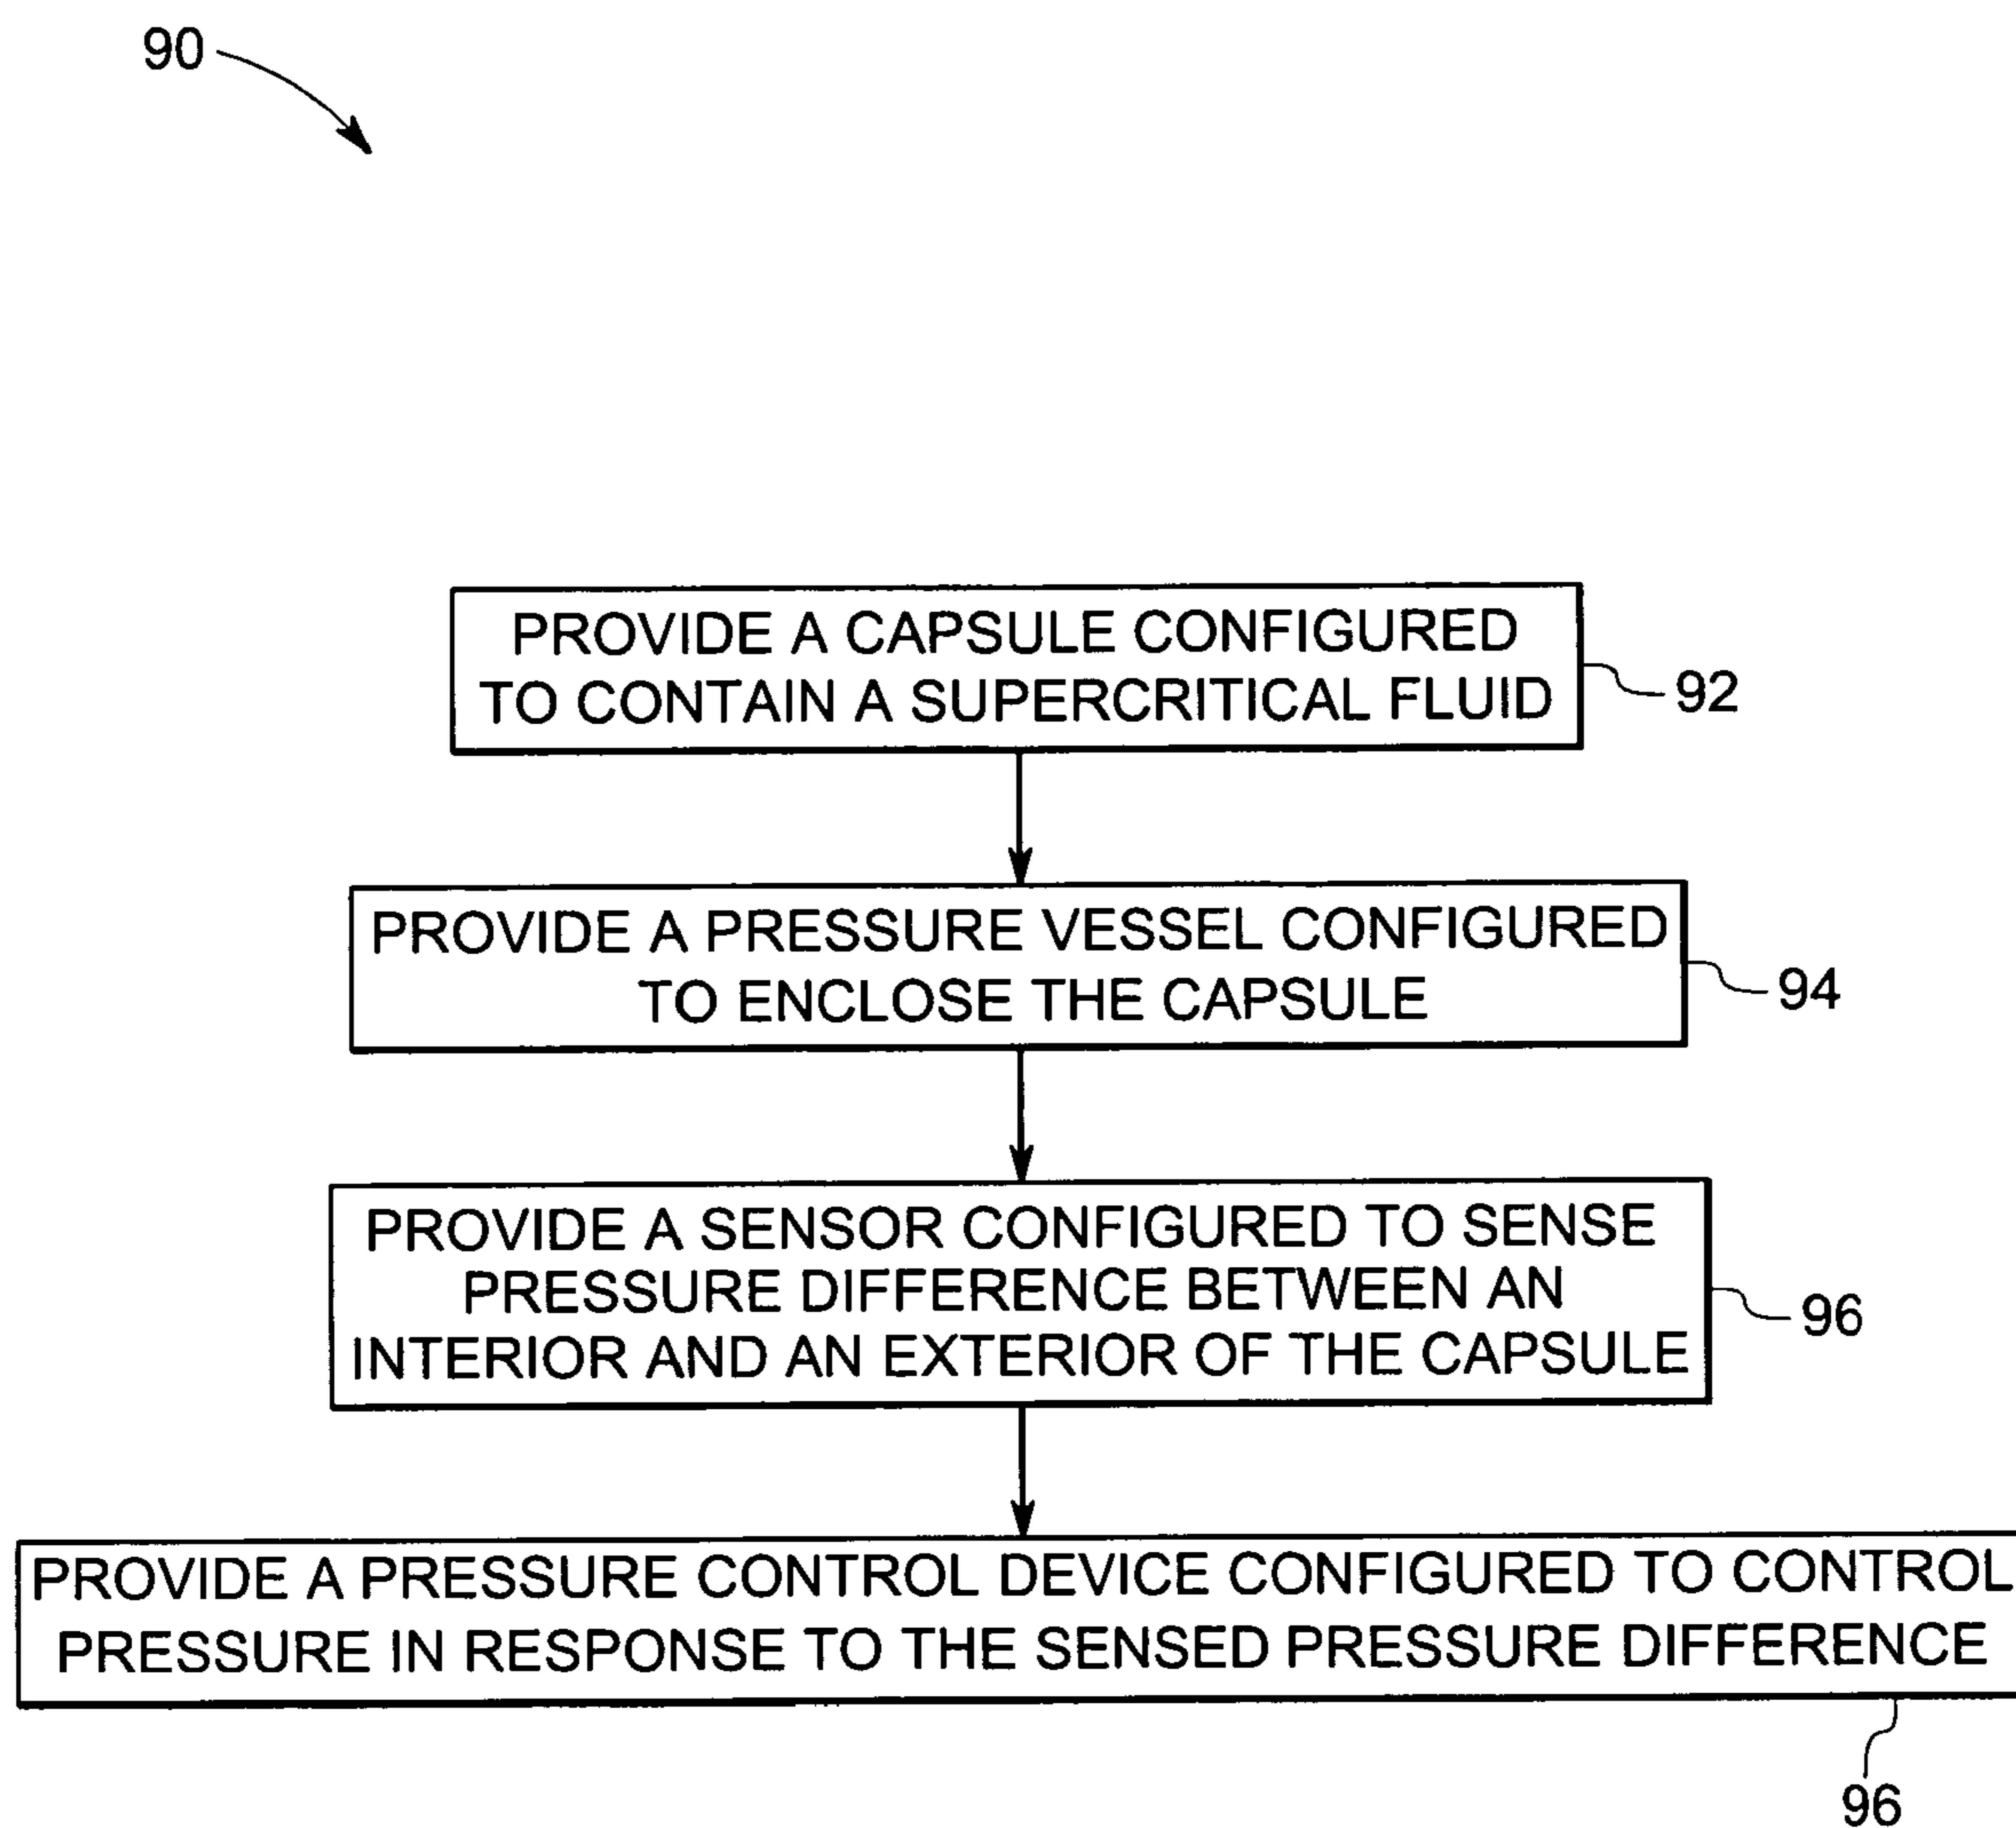 90
PROVIDE A CAPSULE CONFIGURED
TO CONTAIN A SUPERCRITICAL FLUID
92
PROVIDE A PRESSURE VESSEL CONFIGURED
TO ENCLOSE THE CAPSULE
94
PROVIDE A SENSOR CONFIGURED TO SENSE
PRESSURE DIFFERENCE BETWEEN AN
INTERIOR AND AN EXTERIOR OF THE CAPSULE
96
PROVIDE A PRESSURE CONTROL DEVICE CONFIGURED TO CONTROL
PRESSURE IN RESPONSE TO THE SENSED PRESSURE DIFFERENCE
96